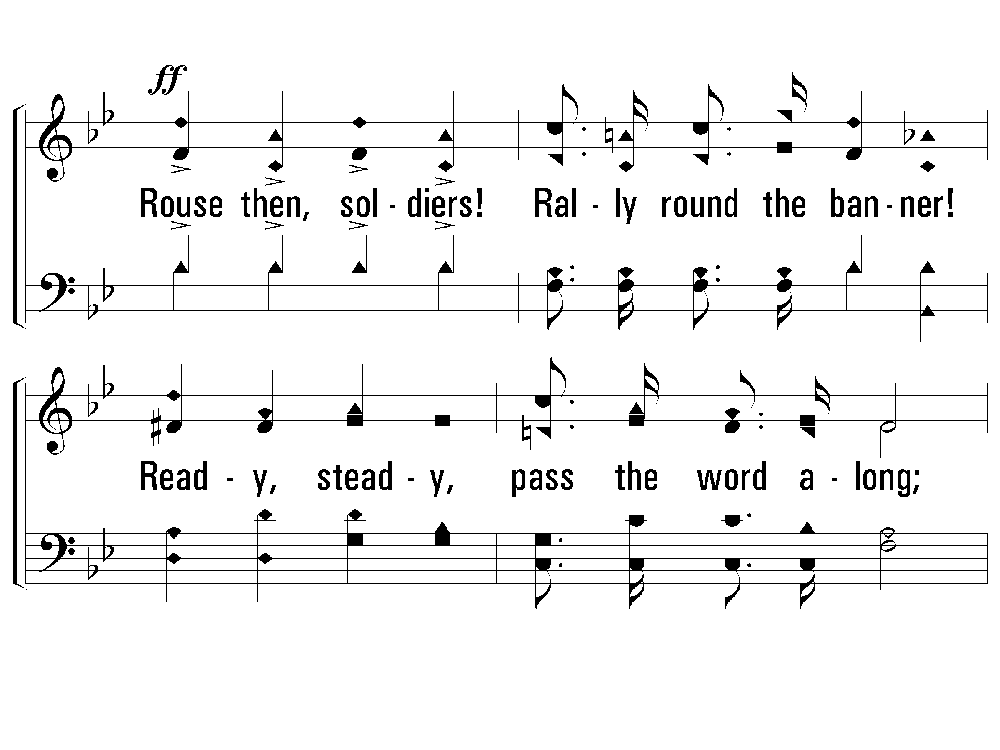 ff
Rouse then, sol - diers! Ral - ly round the ban - ner!
Read - y, stead - y, pass the word a - long;